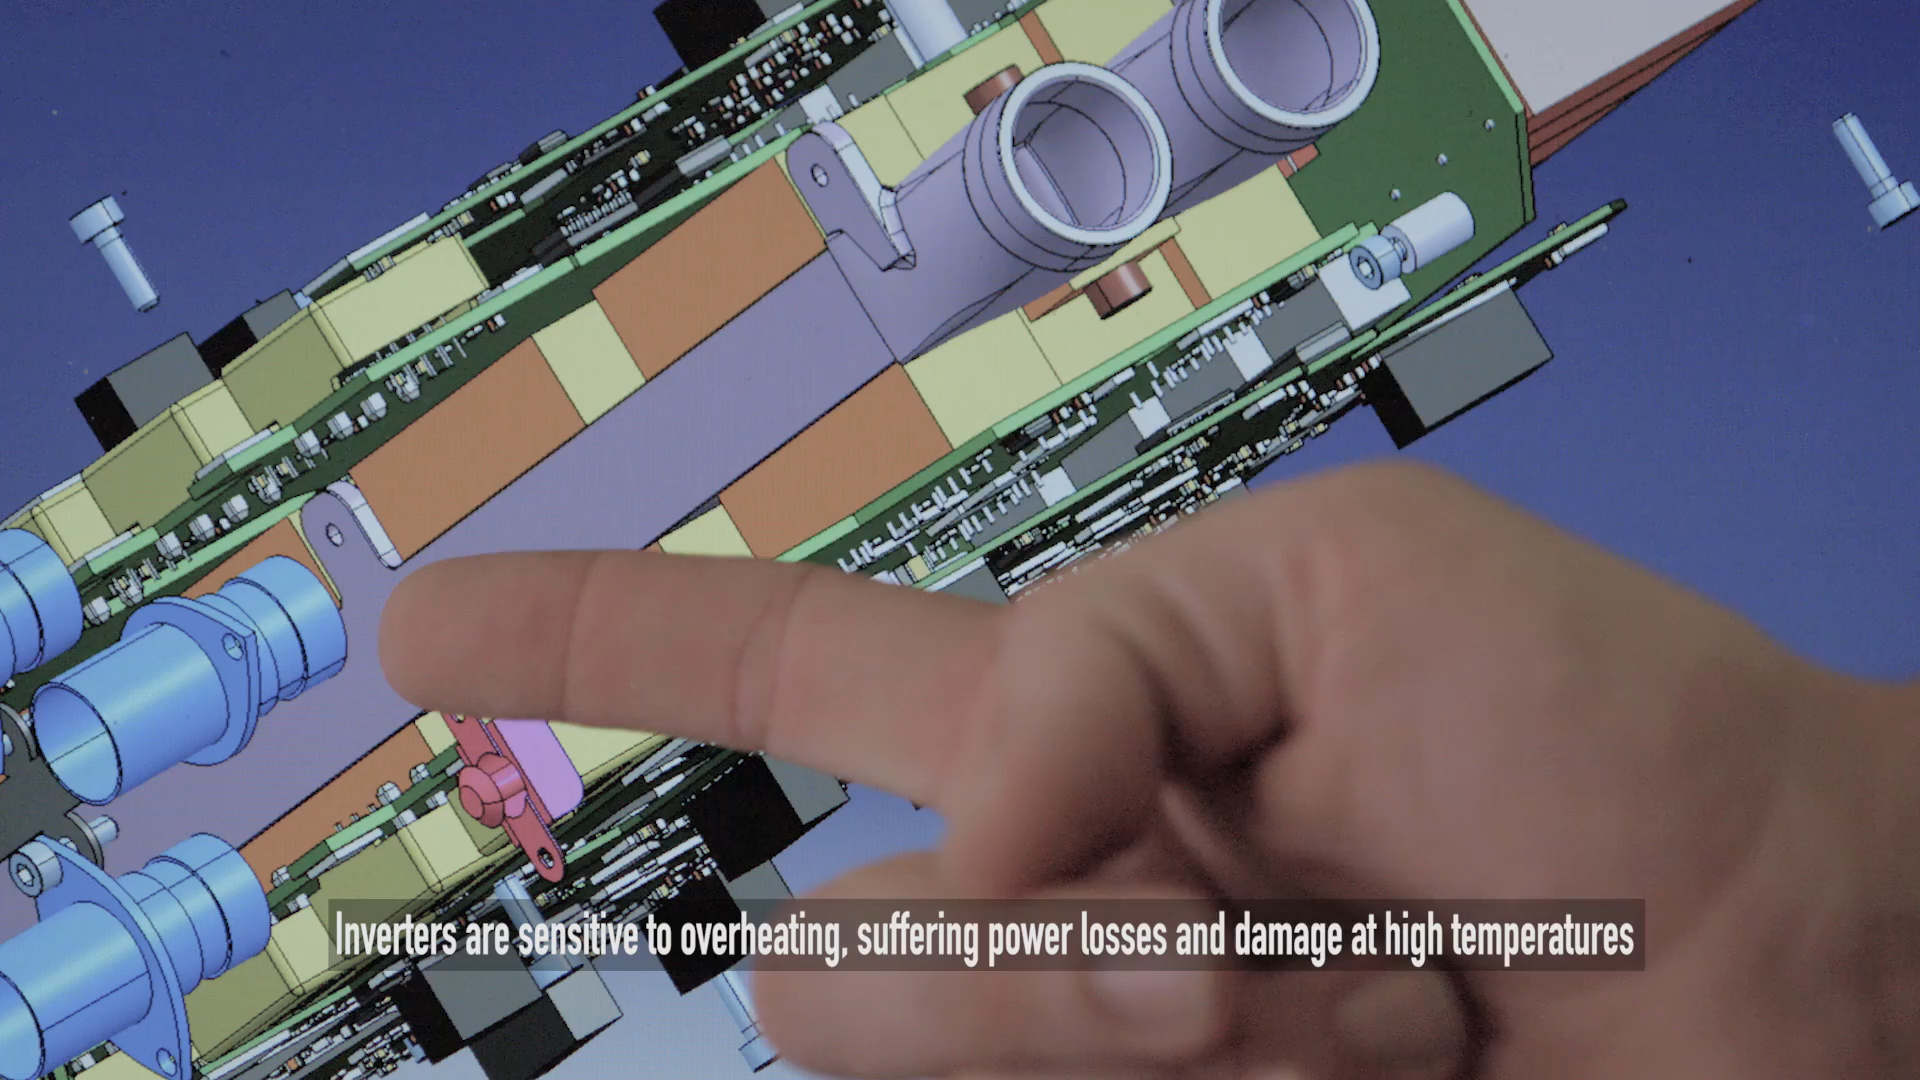 Inverters are sensitive to overheating, suffering power losses and damage at high temperatures